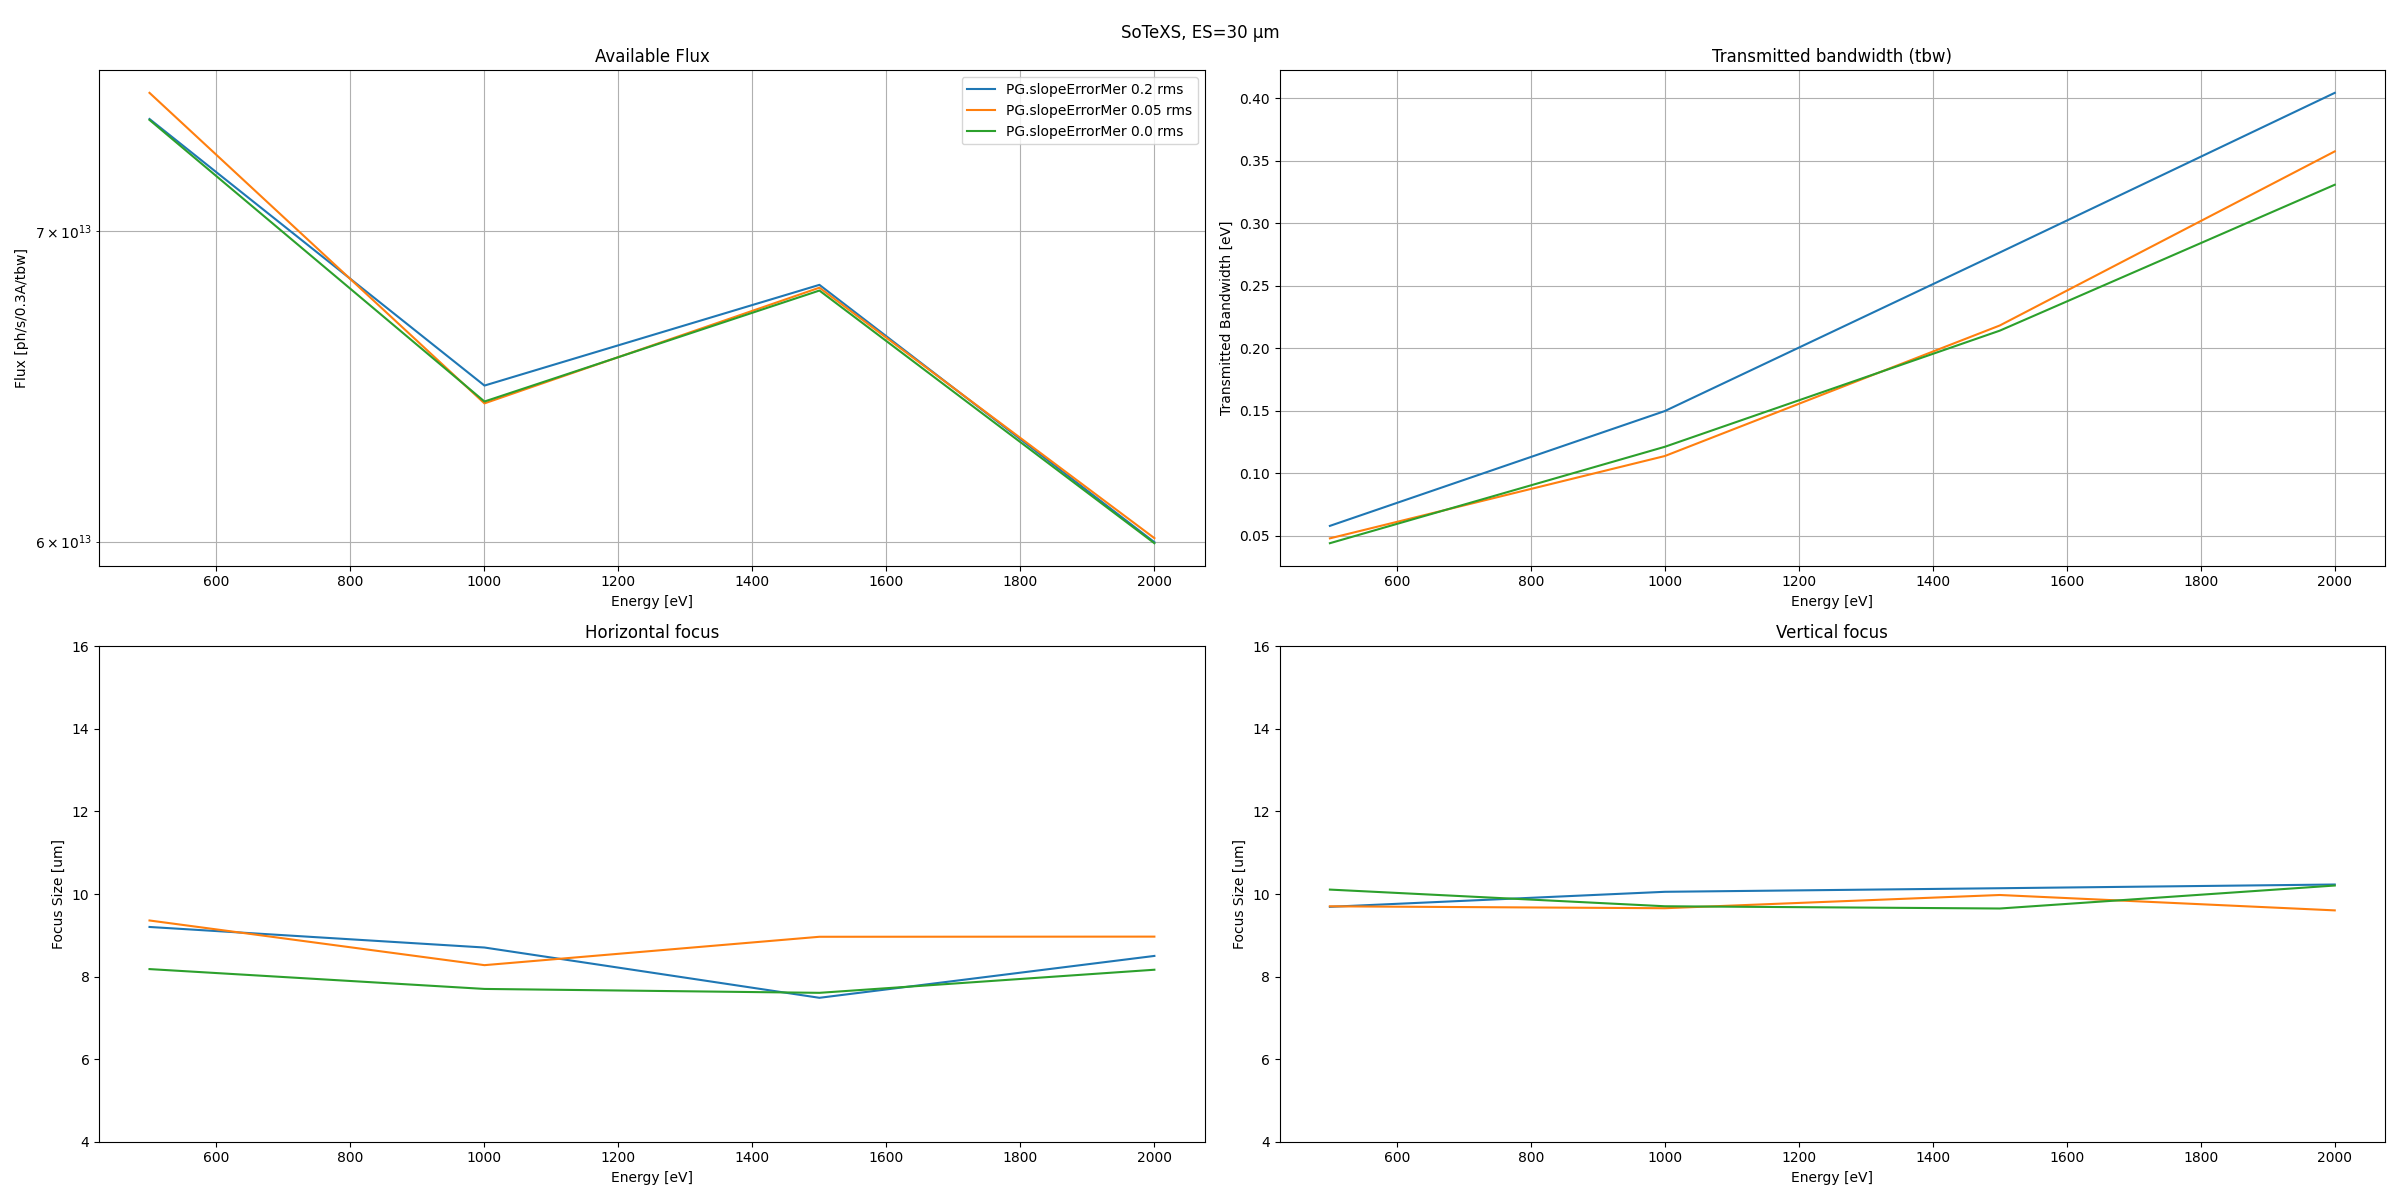 SoTeXS, ES=30 μm
Available Flux
Flux [ph/s/0.3A/tbw]
7 × 10¹³
6 × 10¹³
PG.slopeErrorMer 0.2 rms
PG.slopeErrorMer 0.05 rms
PG.slopeErrorMer 0.0 rms
600 800 1000 1200 1400 1600 1800 2000
Energy [eV]
Transmitted bandwidth (tbw)
Transmitted Bandwidth [eV]
0.40
0.35
0.30
0.25
0.20
0.15
0.10
0.05
600 800 1000 1200 1400 1600 1800 2000
Energy [eV]
Horizontal focus
Focus Size [um]
16
14
12
10
8
6
4
600 800 1000 1200 1400 1600 1800 2000
Energy [eV]
Vertical focus
Focus Size [um]
16
14
12
10
8
6
4
600 800 1000 1200 1400 1600 1800 2000
Energy [eV]